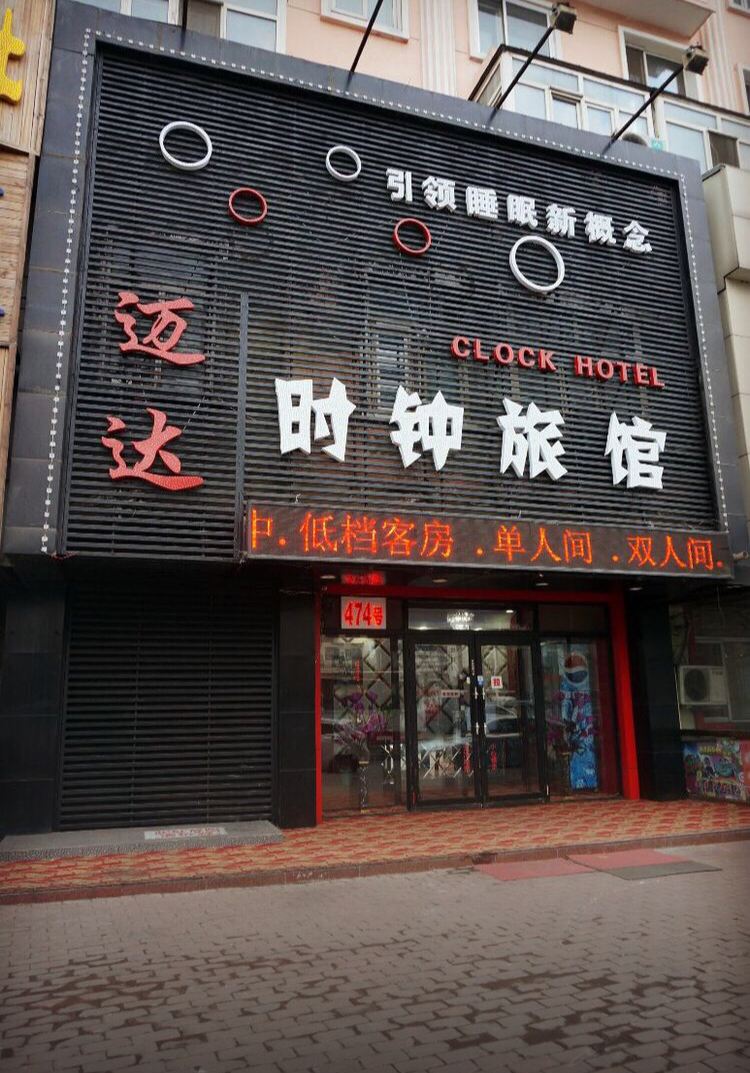 引领睡眠新概念
迈达
CLOCK HOTEL
时钟旅馆
中.低档客房.单人间.双人间.
474号